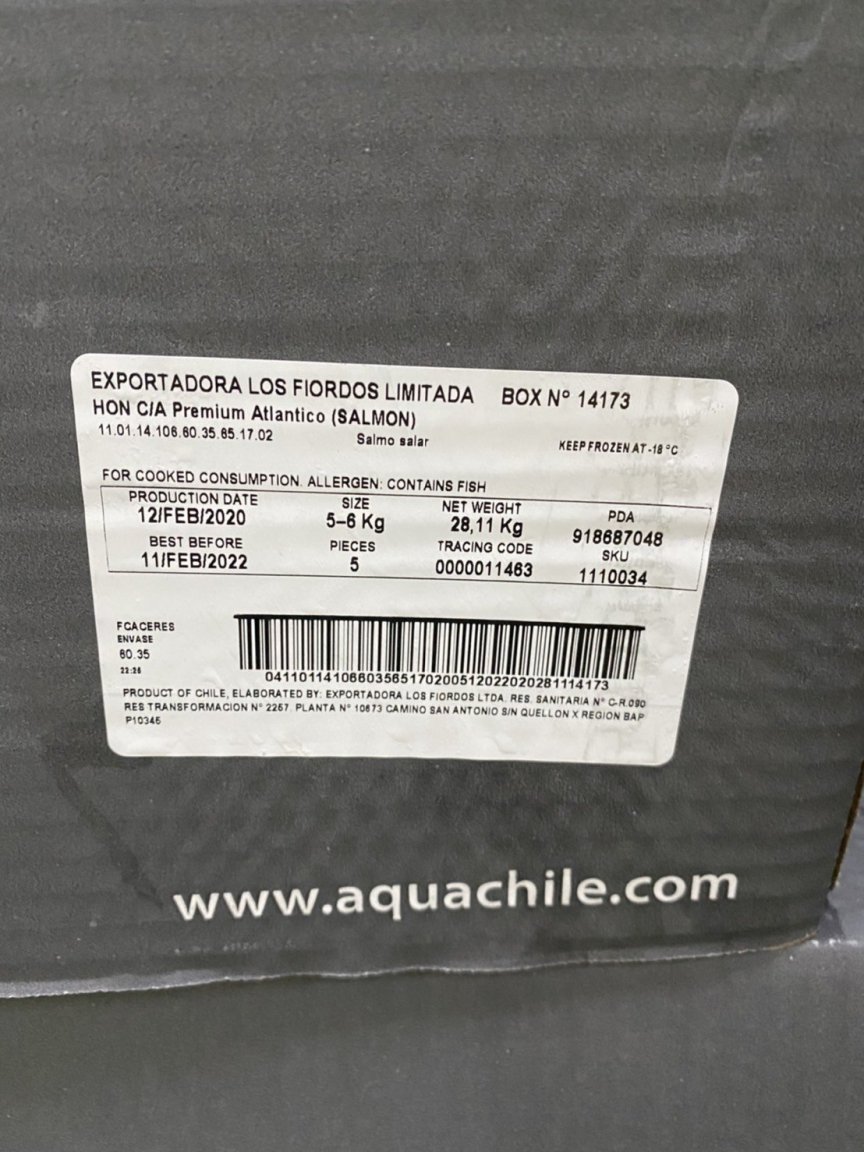 EXPORTADORA LOS FIORDOS LIMITADA BOX N° 14173
HON C/A Premium Atlantico (SALMON)
11.01.14.106.60.35.65.17.02 Salmo salar KEEP FROZEN AT -18 °C
FOR COOKED CONSUMPTION. ALLERGEN: CONTAINS FISH
PRODUCTION DATE SIZE NET WEIGHT PDA
12/FEB/2020 5-6 Kg 28,11 Kg 918687048
BEST BEFORE PIECES TRACING CODE SKU
11/FEB/2022 5 0000011463 1110034
FCACERES
ENVASE
60.35
22:26
0411011410660356517020051202202028111 4173
PRODUCT OF CHILE, ELABORATED BY: EXPORTADORA LOS FIORDOS LTDA. RES. SANITARIA N° C-R.090
RES TRANSFORMACION N° 2267. PLANTA N° 10673 CAMINO SAN ANTONIO S/N QUELLON X REGION BAP
P10346
www.aquachile.com